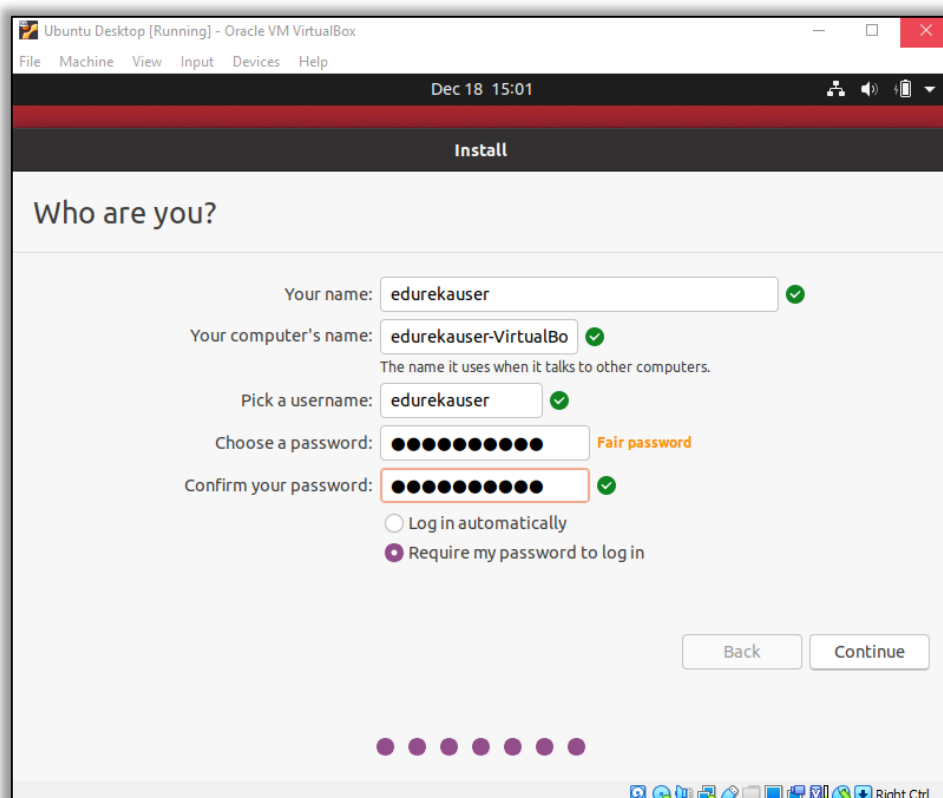 Ubuntu Desktop [Running] - Oracle VM VirtualBox
File Machine View Input Devices Help
Dec 18 15:01
Install
Who are you?
Your name: edurekauser
Your computer's name: edurekauser-VirtualBo
The name it uses when it talks to other computers.
Pick a username: edurekauser
Choose a password: ●●●●●●●●●● Fair password
Confirm your password: ●●●●●●●●●●
Log in automatically
Require my password to log in
Back Continue
Right Ctrl